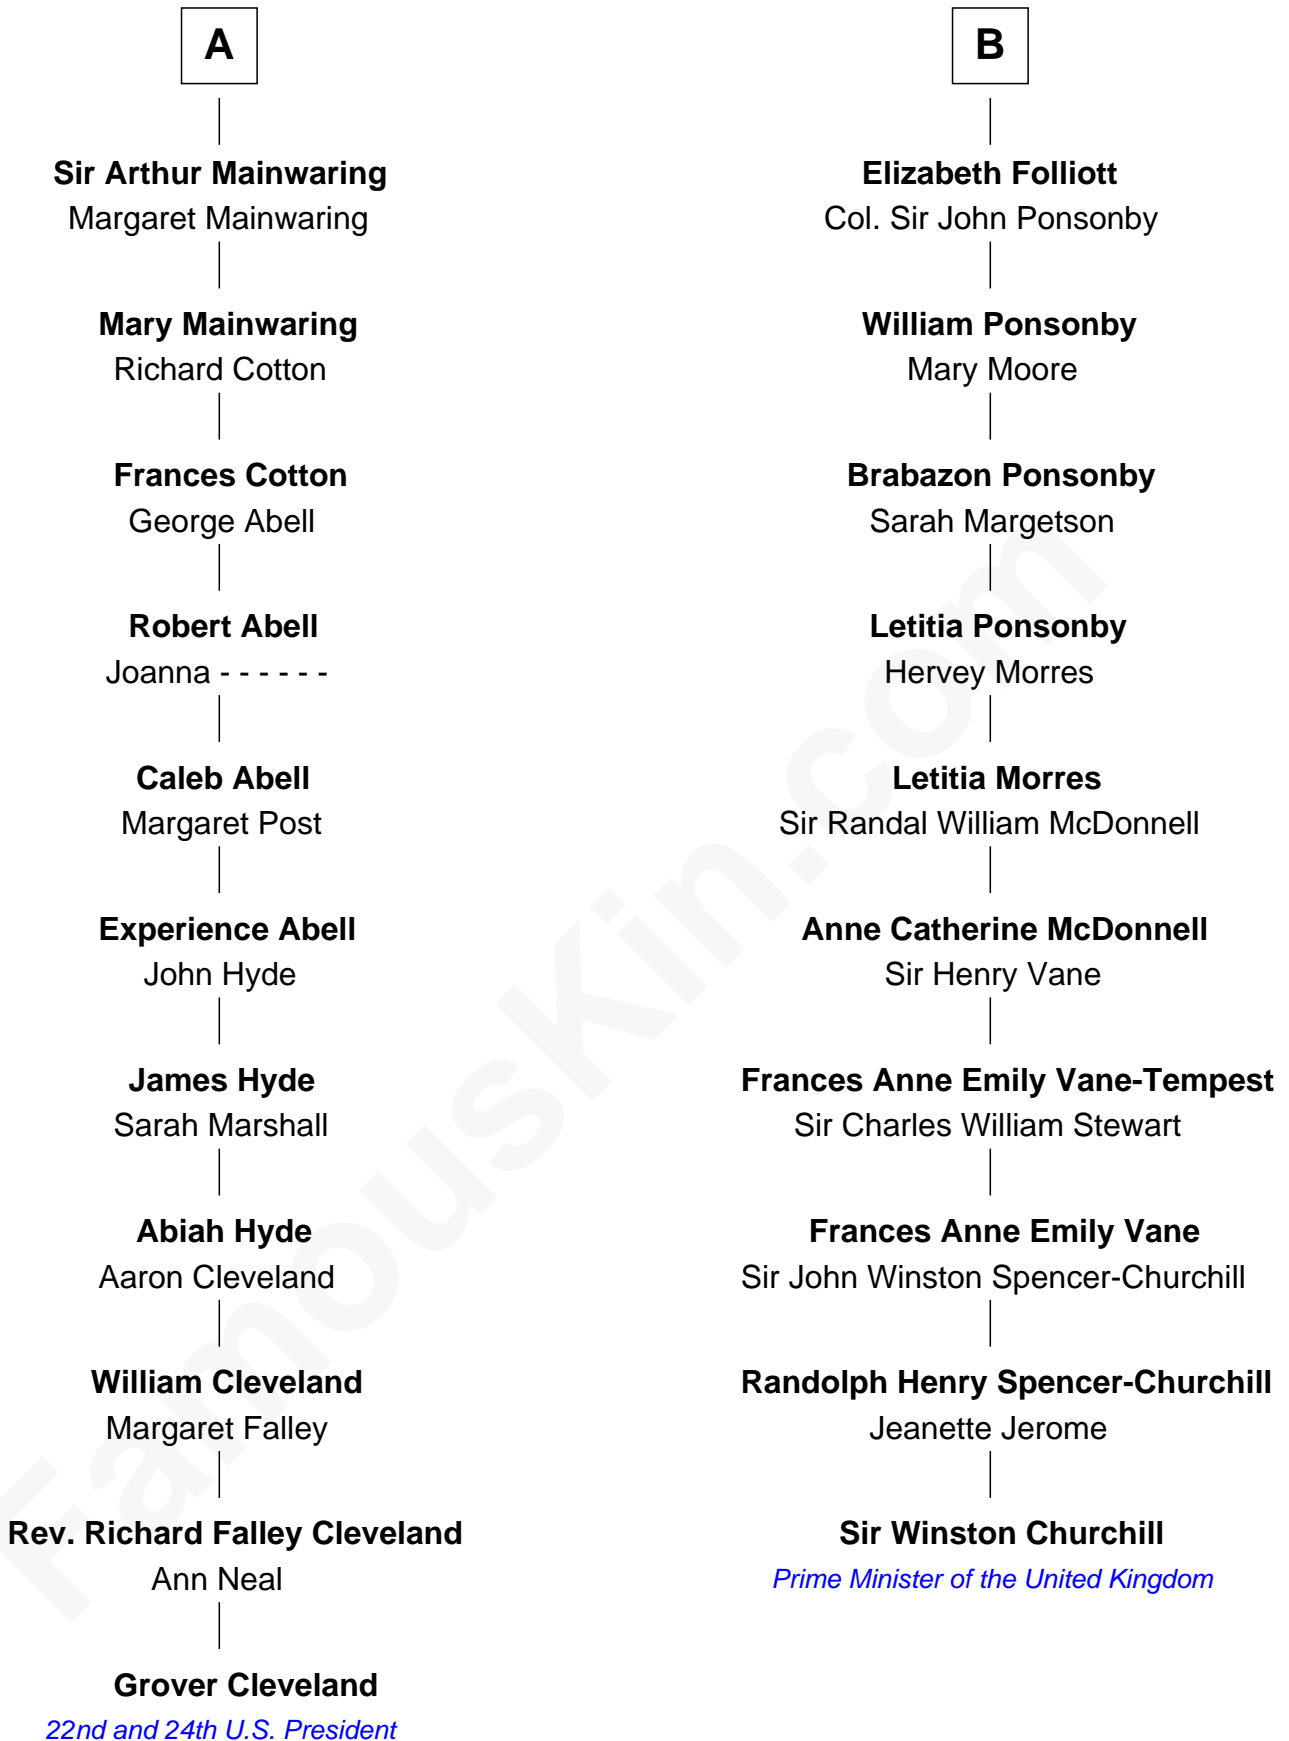 A
Sir Arthur Mainwaring
Margaret Mainwaring
Mary Mainwaring
Richard Cotton
Frances Cotton
George Abell
Robert Abell
Joanna - - - - - -
Caleb Abell
Margaret Post
Experience Abell
John Hyde
James Hyde
Sarah Marshall
Abiah Hyde
Aaron Cleveland
William Cleveland
Margaret Falley
Rev. Richard Falley Cleveland
Ann Neal
Grover Cleveland
22nd and 24th U.S. President
B
Elizabeth Folliott
Col. Sir John Ponsonby
William Ponsonby
Mary Moore
Brabazon Ponsonby
Sarah Margetson
Letitia Ponsonby
Hervey Morres
Letitia Morres
Sir Randal William McDonnell
Anne Catherine McDonnell
Sir Henry Vane
Frances Anne Emily Vane-Tempest
Sir Charles William Stewart
Frances Anne Emily Vane
Sir John Winston Spencer-Churchill
Randolph Henry Spencer-Churchill
Jeanette Jerome
Sir Winston Churchill
Prime Minister of the United Kingdom
FamousKin.com